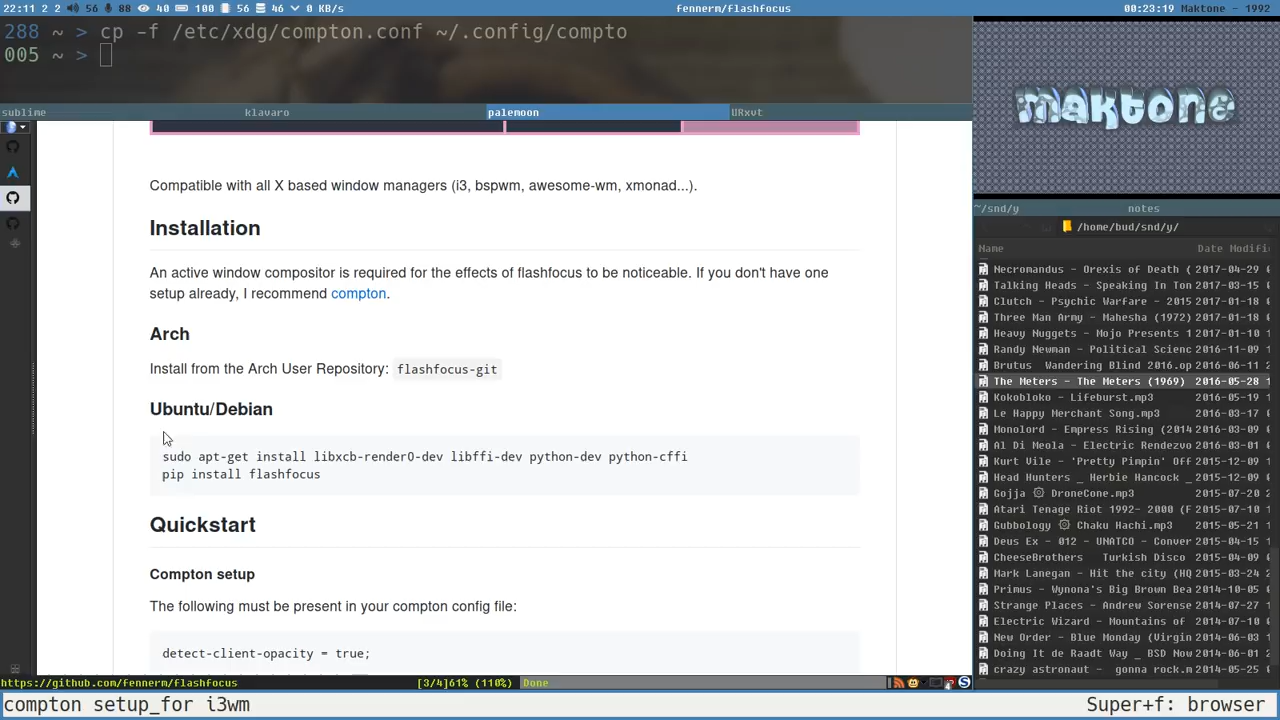 22:11 2 2 56 88 40 100 56 46 0 KB/s
fennerm/flashfocus
00:23:19 Maktone - 1992
288 ~ > cp -f /etc/xdg/compton.conf ~/.config/compto
005 ~ >
sublime klavaro palemoon URxvt
maktone
Compatible with all X based window managers (i3, bspwm, awesome-wm, xmonad...).
Installation
An active window compositor is required for the effects of flashfocus to be noticeable. If you don't have one
setup already, I recommend compton.
Arch
Install from the Arch User Repository: flashfocus-git
Ubuntu/Debian
sudo apt-get install libxcb-render0-dev libffi-dev python-dev python-cffi
pip install flashfocus
Quickstart
Compton setup
The following must be present in your compton config file:
detect-client-opacity = true;
https://github.com/fennerm/flashfocus [3/4]61% (110%) Done
~/snd/y notes
/home/bud/snd/y/
Name Date Modifi
Necromandus - Orexis of Death ( 2017-04-29
Talking Heads - Speaking In Ton 2017-03-15
Clutch - Psychic Warfare - 2015 2017-01-18
Three Man Army - Mahesha (1972) 2017-01-18
Heavy Nuggets - Mojo Presents 1 2017-01-10
Randy Newman - Political Scienc 2016-11-09
Brutus Wandering Blind 2016.op 2016-06-11
The Meters - The Meters (1969) 2016-05-28
Kokobloko - Lifeburst.mp3 2016-05-19
Le Happy Merchant Song.mp3 2016-03-17
Monolord - Empress Rising (2014 2016-03-01
Al Di Meola - Electric Rendezvo 2016-03-01
Kurt Vile - 'Pretty Pimpin' Off 2015-12-09
Head Hunters _ Herbie Hancock _ 2015-12-09
Gojja ۞ DroneCone.mp3 2015-07-20
Atari Tenage Riot 1992- 2000 (F 2015-07-10
Gubbology ۞ Chaku Hachi.mp3 2015-05-21
Deus Ex - 012 - UNATCO - Conver 2015-04-15
CheeseBrothers Turkish Disco 2015-04-09
Mark Lanegan - Hit the city (HQ 2015-03-24
Primus - Wynona's Big Brown Bea 2014-10-05
Strange Places - Andrew Sorense 2014-07-27
Electric Wizard - Mountains of 2014-07-10
New Order - Blue Monday (Virgin 2014-06-03
Doing It de Raadt Way _ BSD Now 2014-06-01
crazy astronaut - gonna rock.m 2014-05-25
compton setup_for i3wm
Super+f: browser